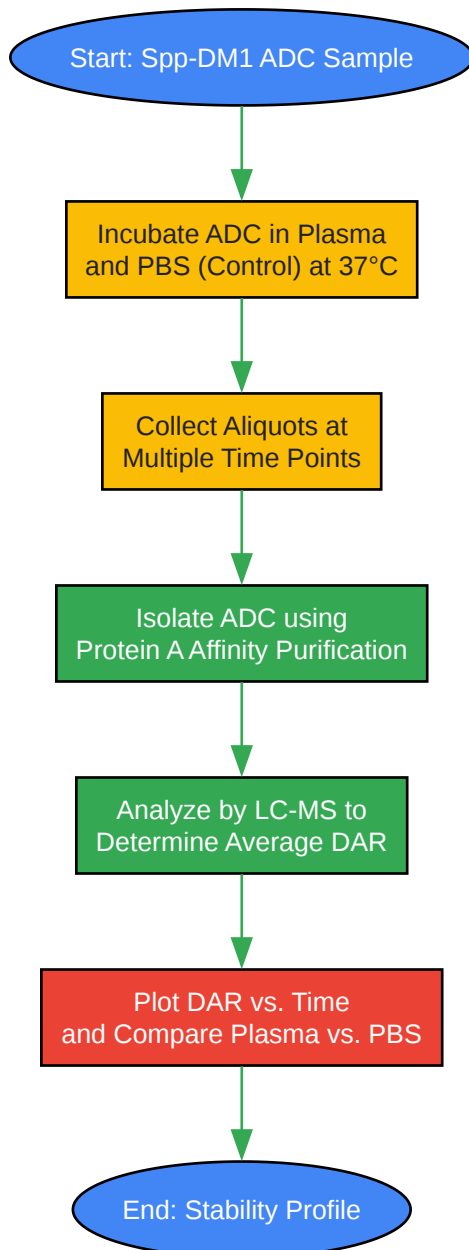 Start: Spp-DM1 ADC Sample
Incubate ADC in Plasma
and PBS (Control) at 37°C
Collect Aliquots at
Multiple Time Points
Isolate ADC using
Protein A Affinity Purification
Analyze by LC-MS to
Determine Average DAR
Plot DAR vs. Time
and Compare Plasma vs. PBS
End: Stability Profile